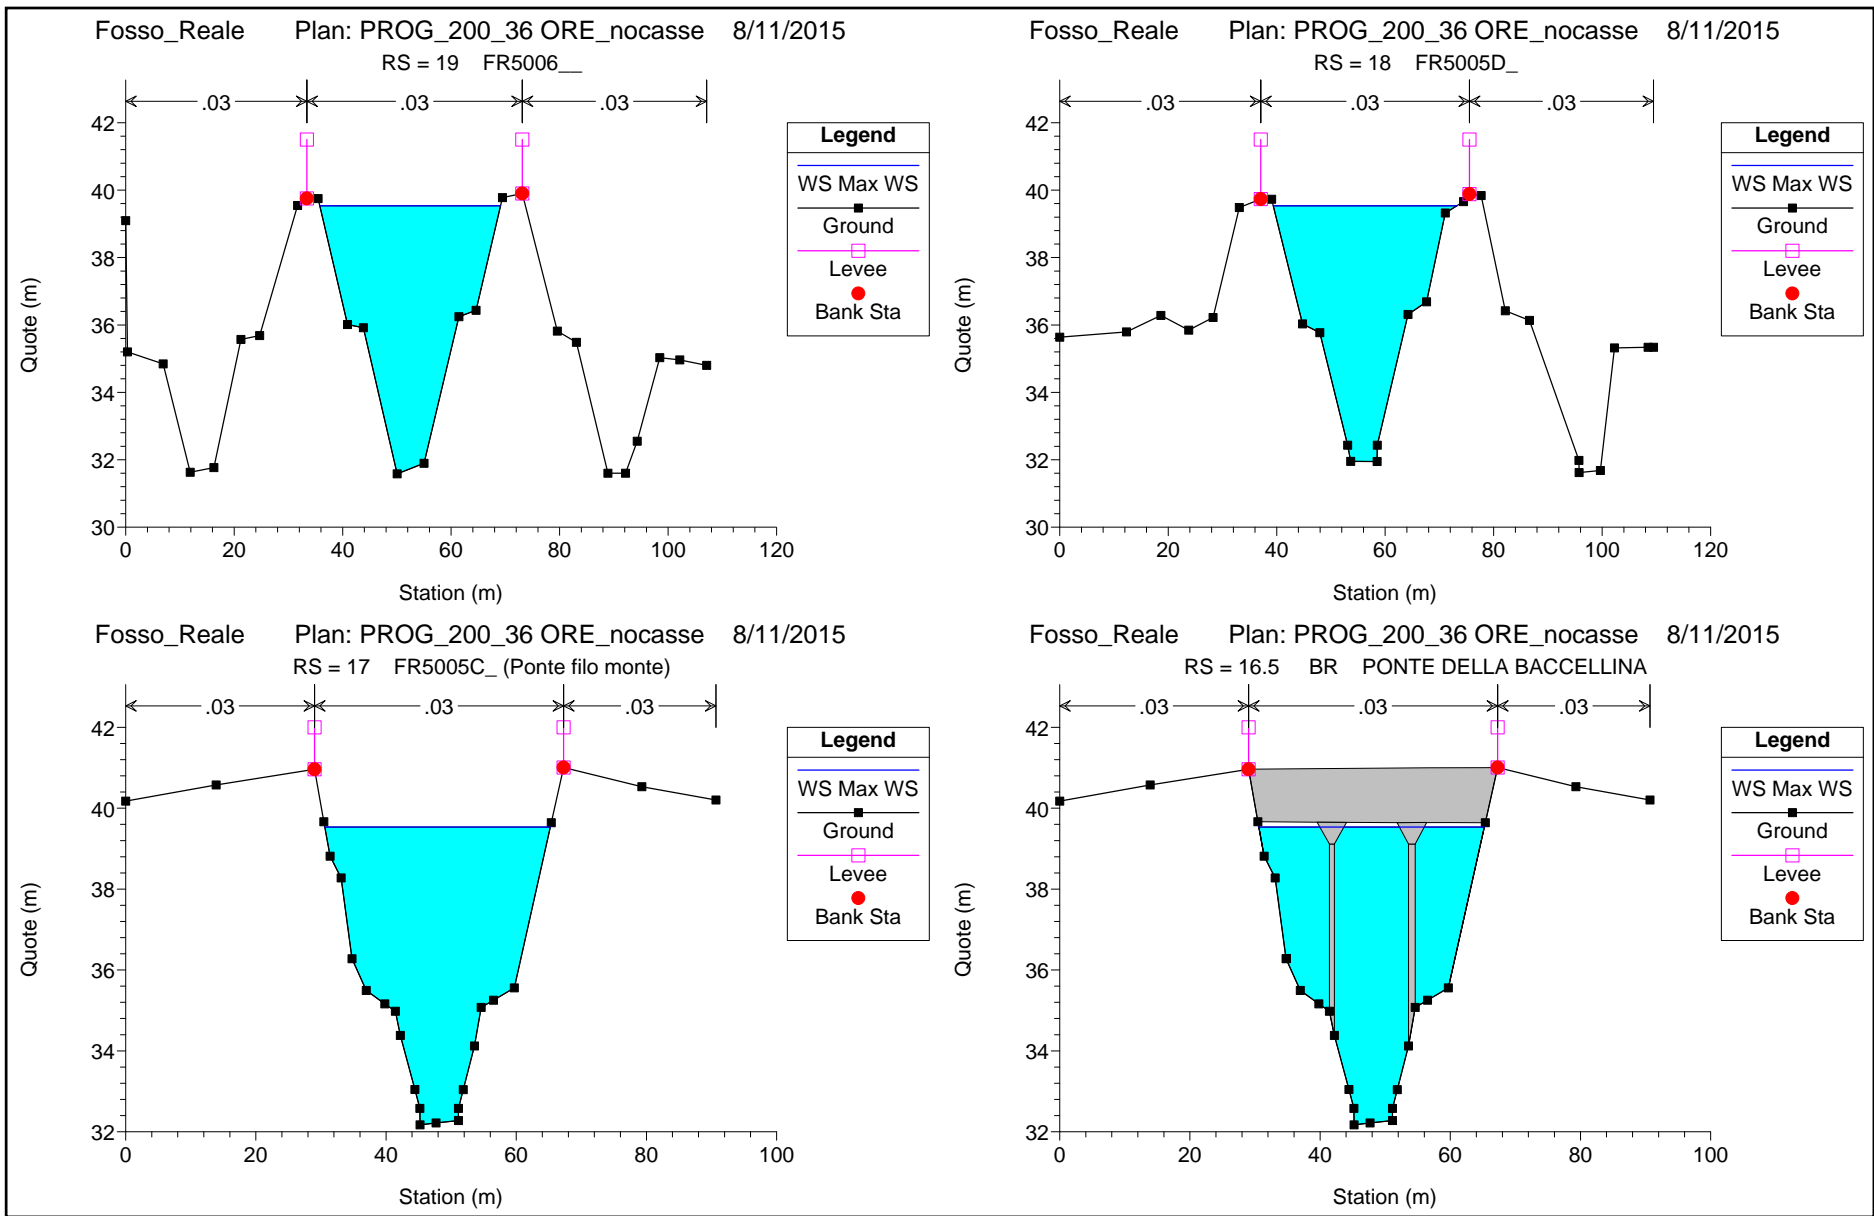 Fosso_Reale Plan: PROG_200_36 ORE_nocasse 8/11/2015
RS = 19 FR5006__
.03 .03 .03
42
40
38
36
34
32
30
0 20 40 60 80 100 120
Quote (m)
Station (m)
Legend
WS Max WS
Ground
Levee
Bank Sta
Fosso_Reale Plan: PROG_200_36 ORE_nocasse 8/11/2015
RS = 18 FR5005D_
.03 .03 .03
42
40
38
36
34
32
30
0 20 40 60 80 100 120
Quote (m)
Station (m)
Legend
WS Max WS
Ground
Levee
Bank Sta
Fosso_Reale Plan: PROG_200_36 ORE_nocasse 8/11/2015
RS = 17 FR5005C_ (Ponte filo monte)
.03 .03 .03
42
40
38
36
34
32
0 20 40 60 80 100
Quote (m)
Station (m)
Legend
WS Max WS
Ground
Levee
Bank Sta
Fosso_Reale Plan: PROG_200_36 ORE_nocasse 8/11/2015
RS = 16.5 BR PONTE DELLA BACCELLINA
.03 .03 .03
42
40
38
36
34
32
0 20 40 60 80 100
Quote (m)
Station (m)
Legend
WS Max WS
Ground
Levee
Bank Sta